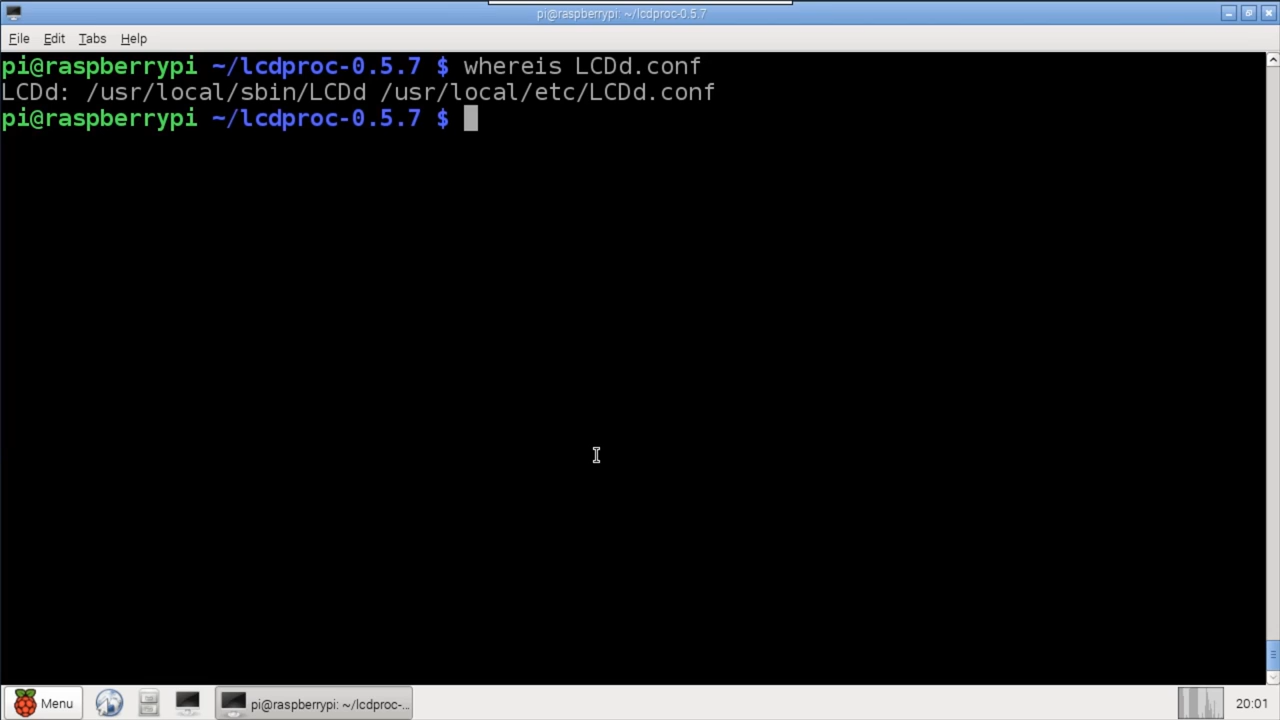 pi@raspberrypi: ~/lcdproc-0.5.7
File Edit Tabs Help
pi@raspberrypi ~/lcdproc-0.5.7 $ whereis LCDd.conf
LCDd: /usr/local/sbin/LCDd /usr/local/etc/LCDd.conf
pi@raspberrypi ~/lcdproc-0.5.7 $
Menu pi@raspberrypi: ~/lcdproc-... 20:01